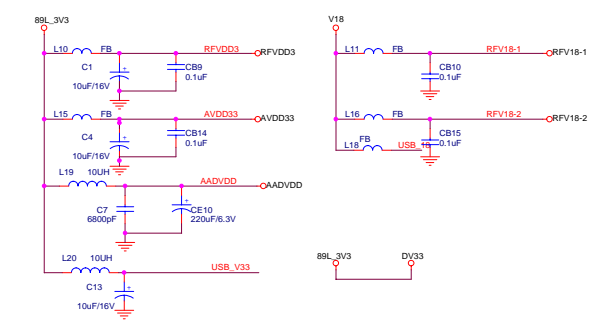 89L_3V3
V18
L10 FB RFVDD3 RFVDD3
L11 FB RFV18-1 RFV18-1
C1
10uF/16V
+
CB9
0.1uF
CB10
0.1uF
L15 FB AVDD33 AVDD33
L16 FB RFV18-2 RFV18-2
C4
10uF/16V
+
CB14
0.1uF
CB15
0.1uF
FB
L18 USB_18
L19 10UH AADVDD AADVDD
C7
6800pF
+
CE10
220uF/6.3V
L20 10UH USB_V33
89L_3V3 DV33
C13
10uF/16V
+